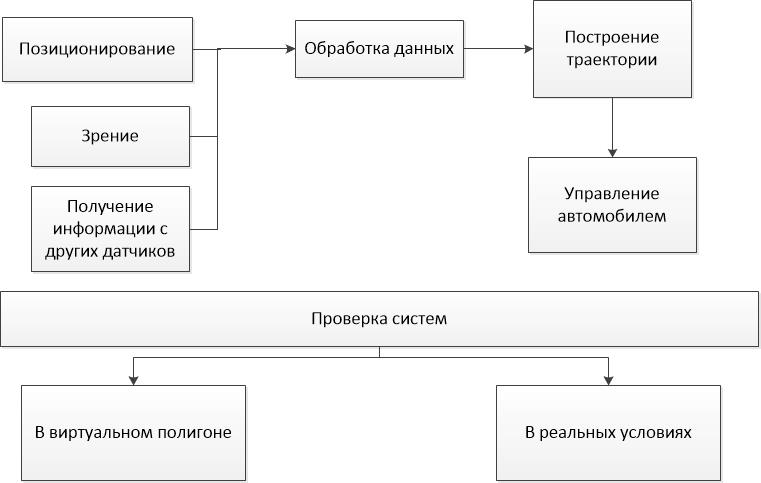 Позиционирование
Обработка данных
Построение
траектории
Зрение
Получение
информации с
других датчиков
Управление
автомобилем
Проверка систем
В виртуальном полигоне
В реальных условиях